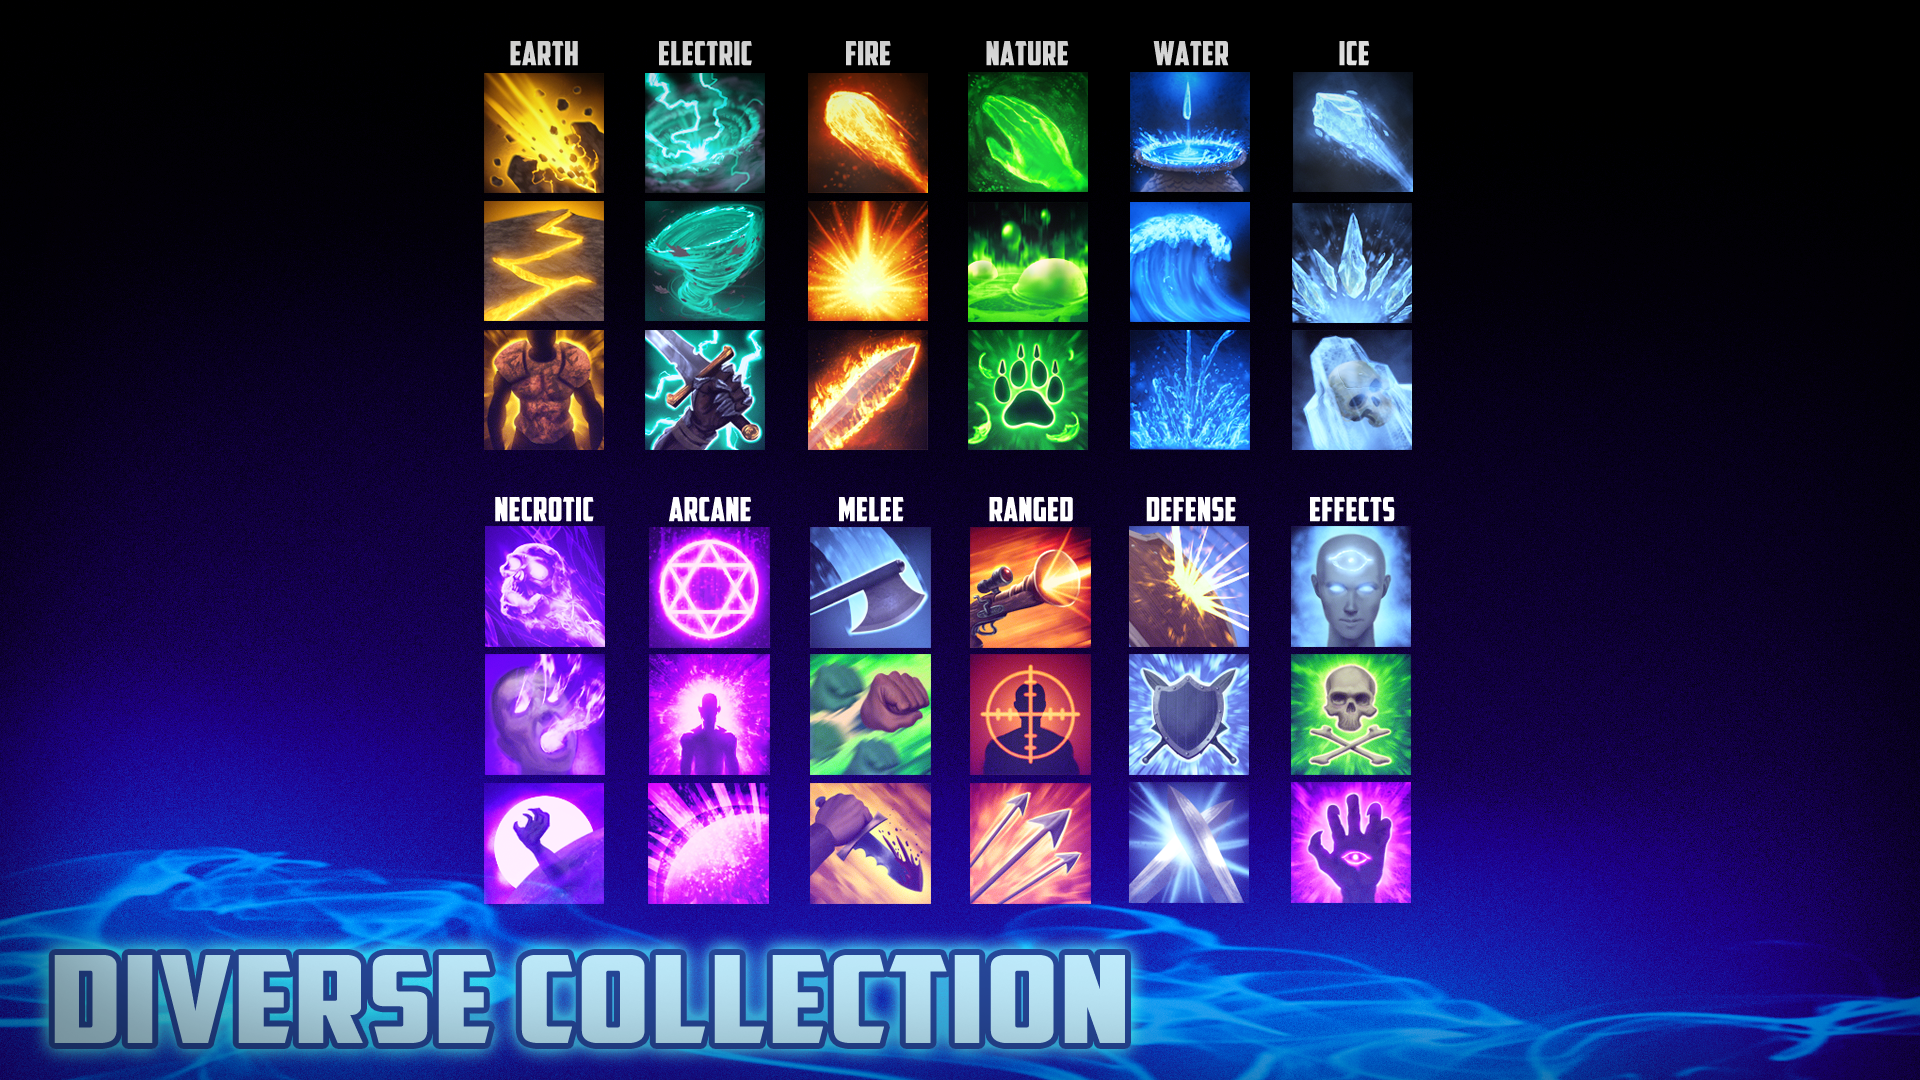 EARTH ELECTRIC FIRE NATURE WATER ICE
NECROTIC ARCANE MELEE RANGED DEFENSE EFFECTS
DIVERSE COLLECTION